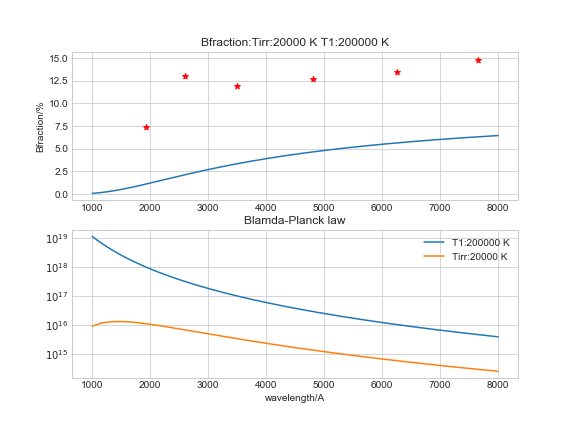 Bfraction:Tirr:20000 K T1:200000 K
Bfraction/%
15.0
12.5
10.0
7.5
5.0
2.5
0.0
1000 2000 3000 4000 5000 6000 7000 8000
Blamda-Planck law
10^19
10^18
10^17
10^16
10^15
T1:200000 K
Tirr:20000 K
1000 2000 3000 4000 5000 6000 7000 8000
wavelength/A